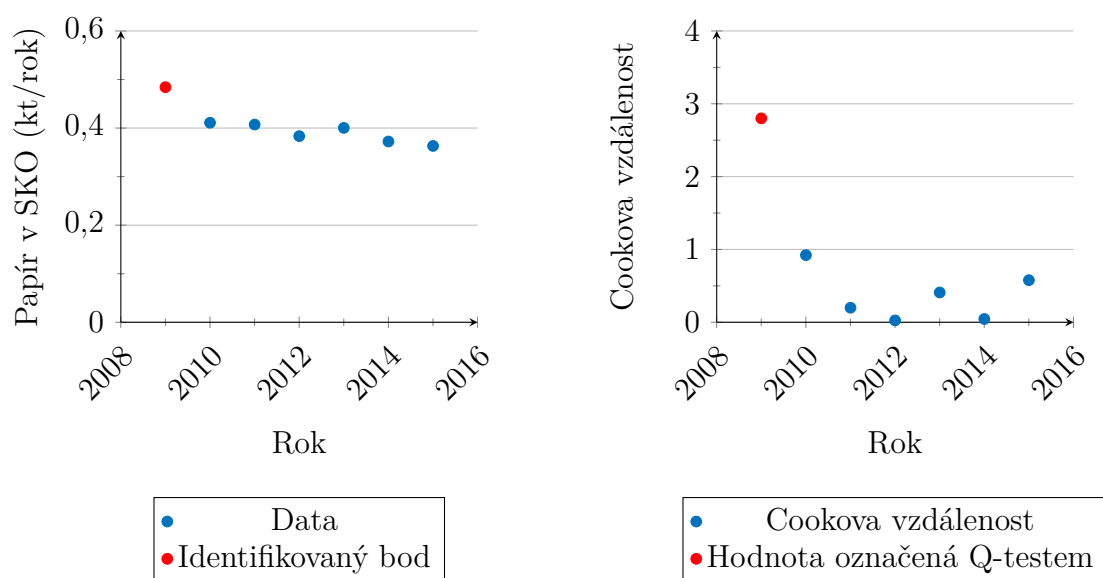 Papír v SKO (kt/rok)
0,6
0,4
0,2
0
2008
2010
2012
2014
2016
Rok
Data
Identifikovaný bod
Cookova vzdálenost
4
3
2
1
0
2008
2010
2012
2014
2016
Rok
Cookova vzdálenost
Hodnota označená Q-testem